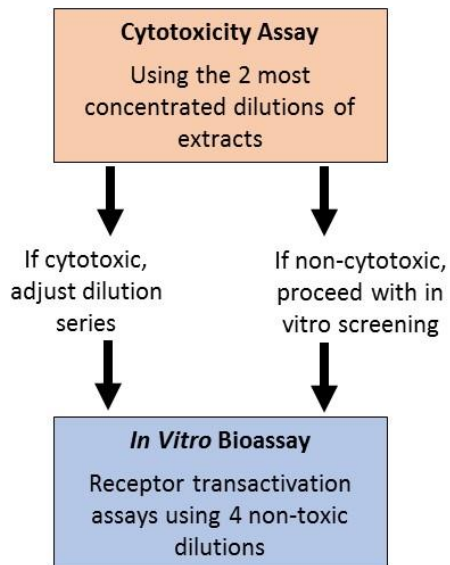 Cytotoxicity Assay
Using the 2 most
concentrated dilutions of
extracts
If cytotoxic,
adjust dilution
series
If non-cytotoxic,
proceed with in
vitro screening
In Vitro Bioassay
Receptor transactivation
assays using 4 non-toxic
dilutions